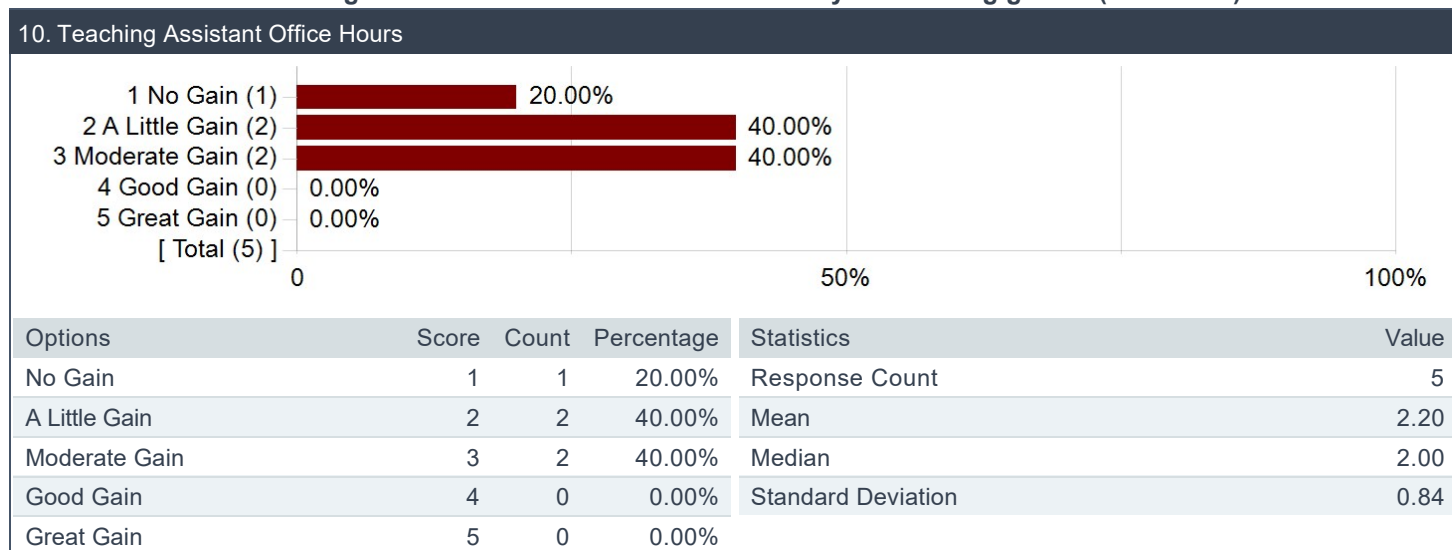 10. Teaching Assistant Office Hours
1 No Gain (1) 20.00%
2 A Little Gain (2) 40.00%
3 Moderate Gain (2) 40.00%
4 Good Gain (0) 0.00%
5 Great Gain (0) 0.00%
[ Total (5) ]
0 50% 100%
Options Score Count Percentage
No Gain 1 1 20.00%
A Little Gain 2 2 40.00%
Moderate Gain 3 2 40.00%
Good Gain 4 0 0.00%
Great Gain 5 0 0.00%
Statistics Value
Response Count 5
Mean 2.20
Median 2.00
Standard Deviation 0.84